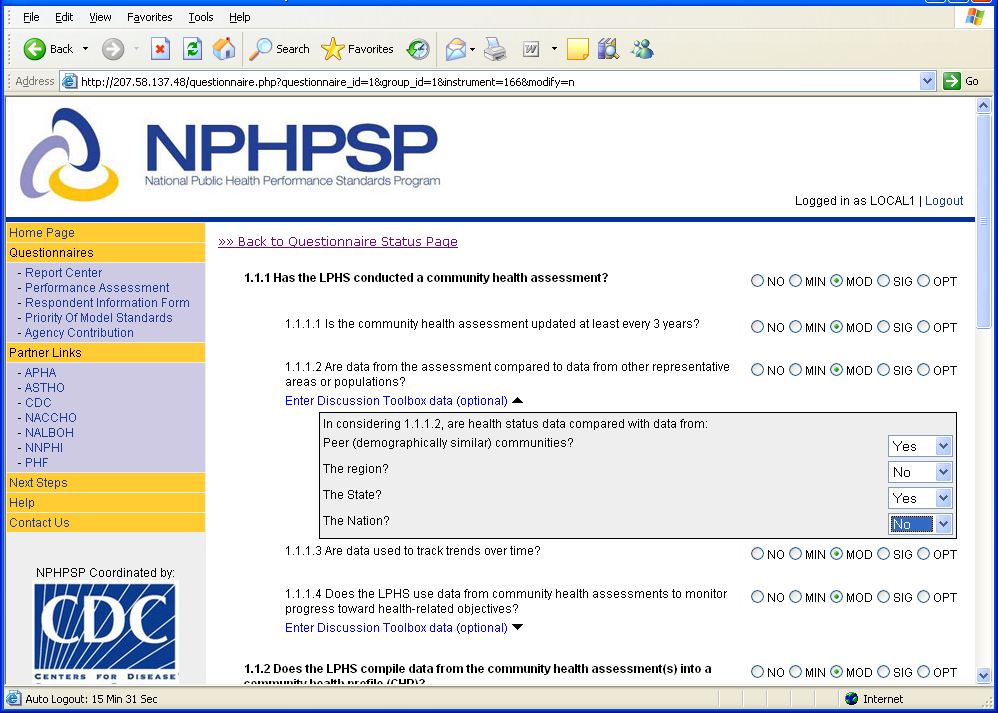 File Edit View Favorites Tools Help
Back Search Favorites
Address http://207.58.137.48/questionnaire.php?questionnaire_id=1&group_id=1&instrument=166&modify=n Go
NPHPSP
National Public Health Performance Standards Program
Logged in as LOCAL1 | Logout
Home Page
Questionnaires
- Report Center
- Performance Assessment
- Respondent Information Form
- Priority Of Model Standards
- Agency Contribution
Partner Links
- APHA
- ASTHO
- CDC
- NACCHO
- NALBOH
- NNPHI
- PHF
Next Steps
Help
Contact Us
NPHPSP Coordinated by:
CDC
CENTERS FOR DISEASE
»» Back to Questionnaire Status Page
1.1.1 Has the LPHS conducted a community health assessment? NO MIN MOD SIG OPT
1.1.1.1 Is the community health assessment updated at least every 3 years? NO MIN MOD SIG OPT
1.1.1.2 Are data from the assessment compared to data from other representative NO MIN MOD SIG OPT
areas or populations?
Enter Discussion Toolbox data (optional)
In considering 1.1.1.2, are health status data compared with data from:
Peer (demographically similar) communities? Yes
The region? No
The State? Yes
The Nation? No
1.1.1.3 Are data used to track trends over time? NO MIN MOD SIG OPT
1.1.1.4 Does the LPHS use data from community health assessments to monitor NO MIN MOD SIG OPT
progress toward health-related objectives?
Enter Discussion Toolbox data (optional)
1.1.2 Does the LPHS compile data from the community health assessment(s) into a NO MIN MOD SIG OPT
community health profile (CHP)?
Auto Logout: 15 Min 31 Sec Internet